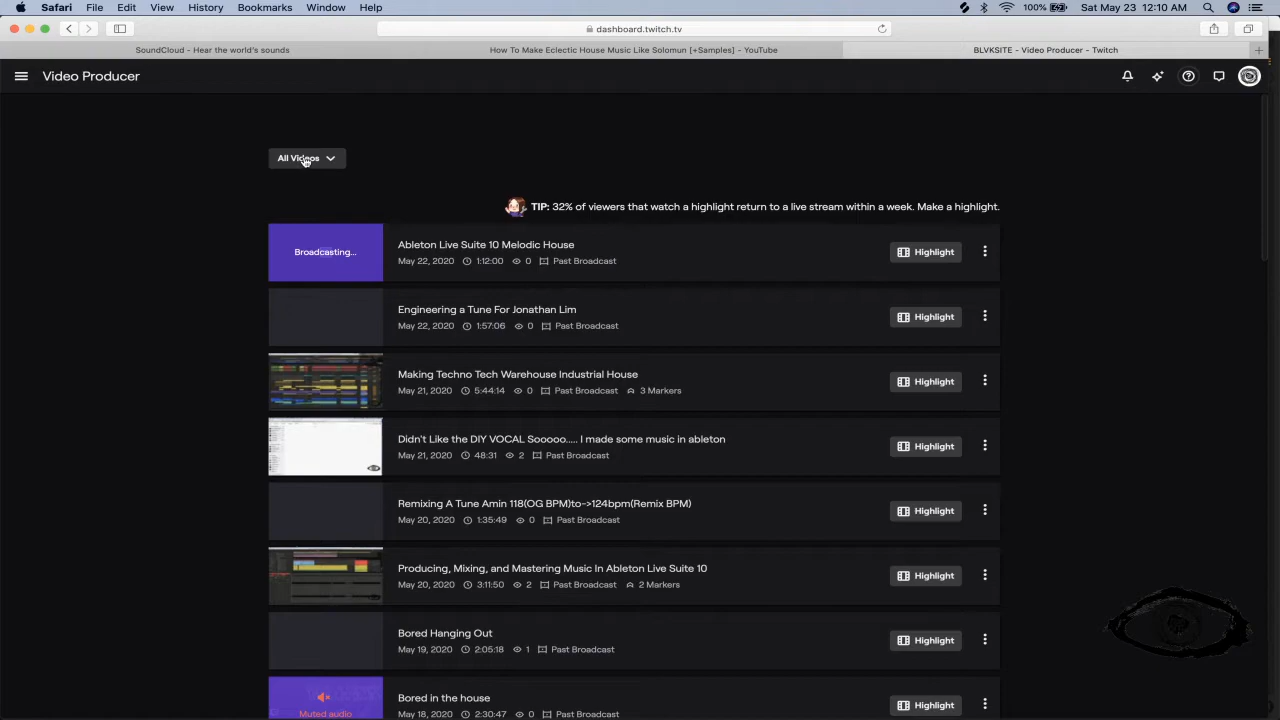 Safari File Edit View History Bookmarks Window Help 100% Sat May 23 12:10 AM
dashboard.twitch.tv
SoundCloud - Hear the world's sounds
How To Make Eclectic House Music Like Solomun [+Samples] - YouTube
BLVKSITE - Video Producer - Twitch
Video Producer
All Videos
TIP: 32% of viewers that watch a highlight return to a live stream within a week. Make a highlight.
Broadcasting...
Ableton Live Suite 10 Melodic House
May 22, 2020 1:12:00 0 Past Broadcast
Highlight
Engineering a Tune For Jonathan Lim
May 22, 2020 1:57:06 0 Past Broadcast
Highlight
Making Techno Tech Warehouse Industrial House
May 21, 2020 5:44:14 0 Past Broadcast 3 Markers
Highlight
Didn't Like the DIY VOCAL Sooooo..... I made some music in ableton
May 21, 2020 48:31 2 Past Broadcast
Highlight
Remixing A Tune Amin 118(OG BPM)to->124bpm(Remix BPM)
May 20, 2020 1:35:49 0 Past Broadcast
Highlight
Producing, Mixing, and Mastering Music In Ableton Live Suite 10
May 20, 2020 3:11:50 2 Past Broadcast 2 Markers
Highlight
Bored Hanging Out
May 19, 2020 2:05:18 1 Past Broadcast
Highlight
Muted audio
Bored in the house
May 18, 2020 2:30:47 0 Past Broadcast
Highlight